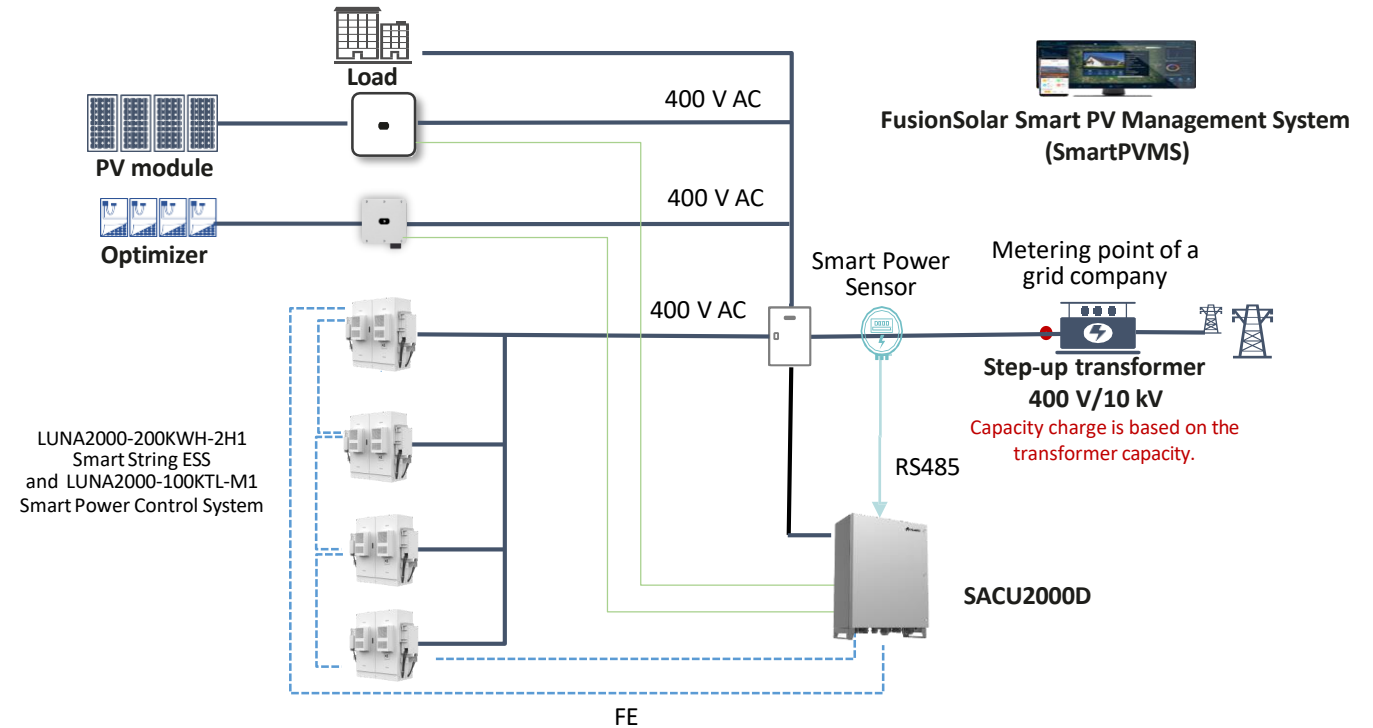 Load
400 V AC
PV module
FusionSolar Smart PV Management System
(SmartPVMS)
400 V AC
Optimizer
Smart Power
Sensor
Metering point of a
grid company
400 V AC
Step-up transformer
400 V/10 kV
Capacity charge is based on the
transformer capacity.
LUNA2000-200KWH-2H1
Smart String ESS
and LUNA2000-100KTL-M1
Smart Power Control System
RS485
SACU2000D
FE